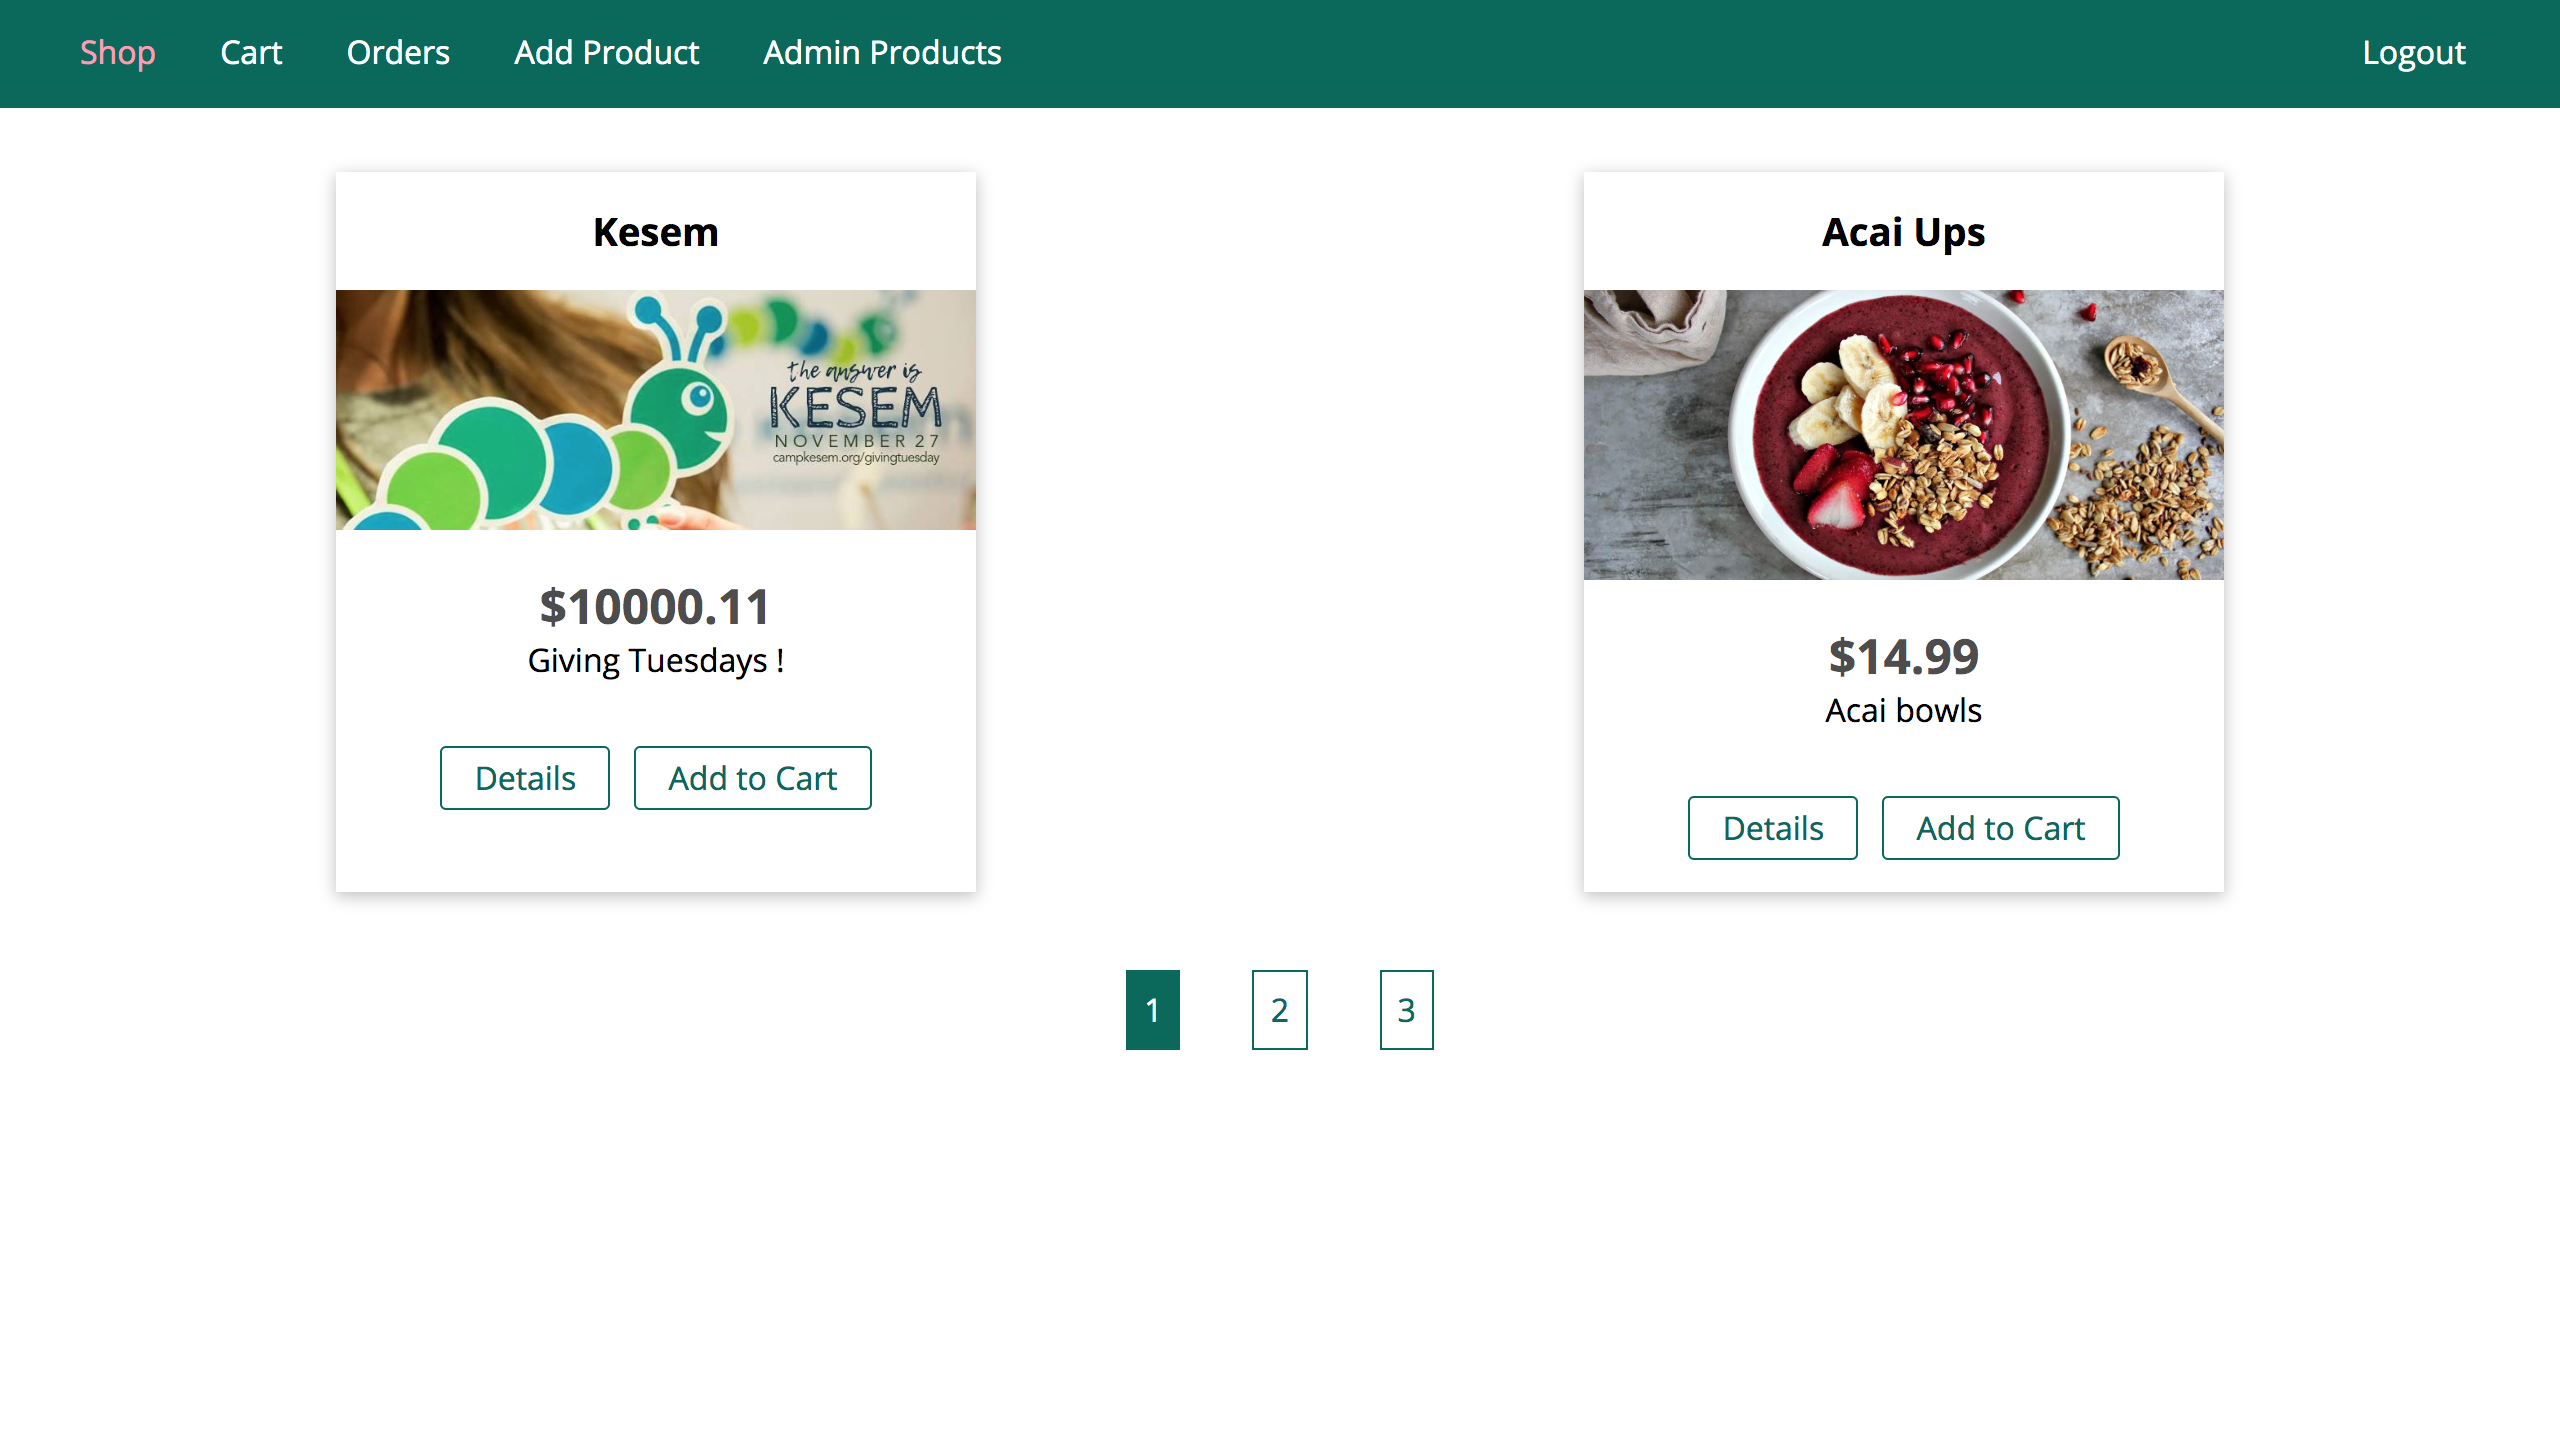 Shop Cart Orders Add Product Admin Products Logout
Kesem
the answer is
KESEM
NOVEMBER 27
campkesem.org/givingtuesday
$10000.11
Giving Tuesdays !
Details Add to Cart
Acai Ups
$14.99
Acai bowls
Details Add to Cart
1 2 3